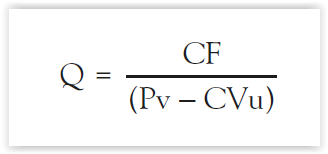 Q = CF
(Pv – CVu)